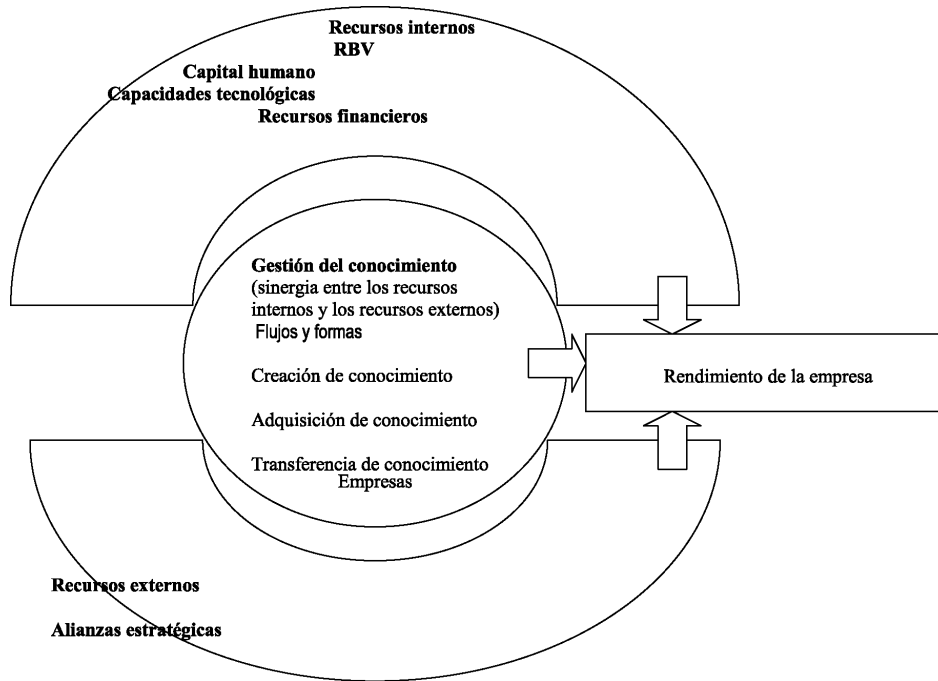 Recursos internos
RBV
Capital humano
Capacidades tecnológicas
Recursos financieros
Gestión del conocimiento
(sinergia entre los recursos
internos y los recursos externos)
Flujos y formas
Creación de conocimiento
Adquisición de conocimiento
Transferencia de conocimiento
Empresas
Rendimiento de la empresa
Recursos externos
Alianzas estratégicas